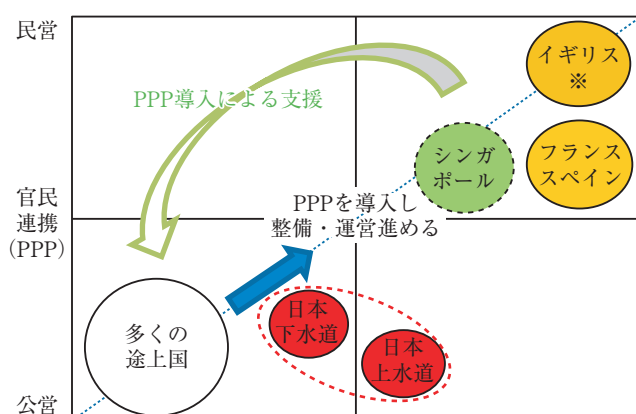 民営
イギリス
※
PPP導入による支援
シンガ
ポール
フランス
スペイン
官民
連携
(PPP)
PPPを導入し
整備・運営進める
日本
下水道
多くの
途上国
日本
上水道
公営